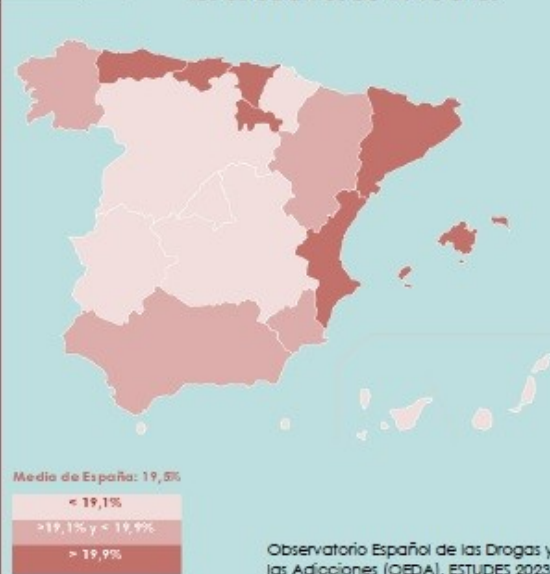 Media de España: 19,5%
< 19,1%
>19,1% y < 19,9%
> 19,9%
Observatorio Español de las Drogas y
las Adicciones (OEDA). ESTUDES 2023